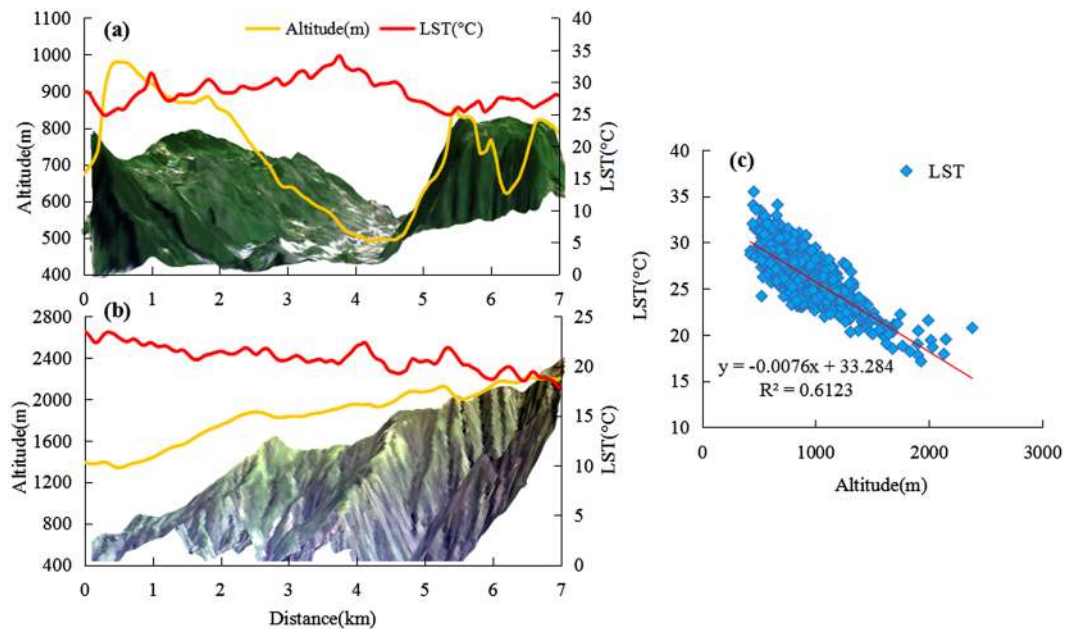 (a)
Altitude(m)
LST(°C)
1100
1000
900
800
700
600
500
400
Altitude(m)
40
35
30
25
20
15
10
5
0
LST(°C)
0 1 2 3 4 5 6 7
(b)
2800
2400
2000
1600
1200
800
400
Altitude(m)
25
20
15
10
5
0
LST(°C)
0 1 2 3 4 5 6 7
Distance(km)
(c)
LST
40
35
30
25
20
15
10
LST(°C)
y = -0.0076x + 33.284
R² = 0.6123
0 1000 2000 3000
Altitude(m)